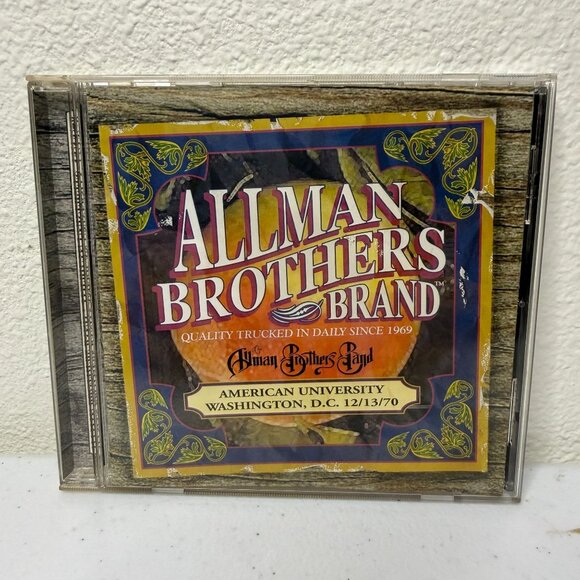 ALLMAN
BROTHERS
BRAND™
QUALITY TRUCKED IN DAILY SINCE 1969
The Allman Brothers Band
AMERICAN UNIVERSITY
WASHINGTON, D.C. 12/13/70